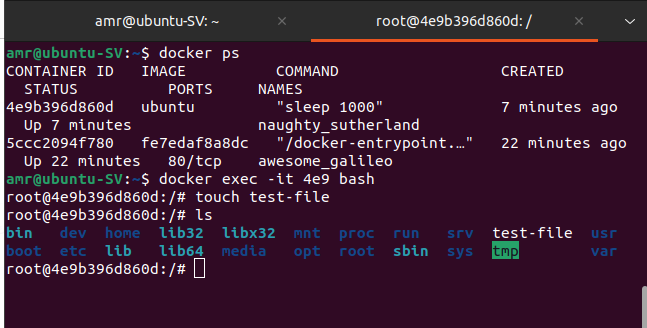 amr@ubuntu-SV: ~ × root@4e9b396d860d: / ×
amr@ubuntu-SV:~$ docker ps
CONTAINER ID   IMAGE          COMMAND                  CREATED
  STATUS          PORTS     NAMES
4e9b396d860d   ubuntu         "sleep 1000"             7 minutes ago
  Up 7 minutes              naughty_sutherland
5ccc2094f780   fe7edaf8a8dc   "/docker-entrypoint.…"   22 minutes ago
  Up 22 minutes   80/tcp    awesome_galileo
amr@ubuntu-SV:~$ docker exec -it 4e9 bash
root@4e9b396d860d:/# touch test-file
root@4e9b396d860d:/# ls
bin   dev  home  lib32  libx32  mnt  proc  run   srv  test-file  usr
boot  etc  lib   lib64  media   opt  root  sbin  sys  tmp        var
root@4e9b396d860d:/#